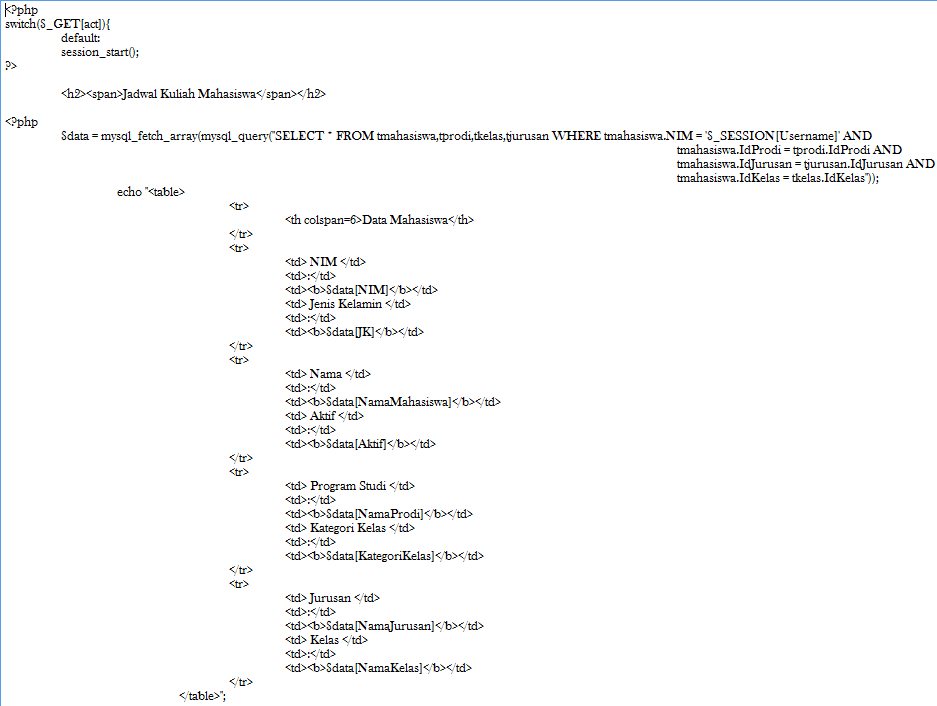 <?php
switch($_GET[act]){
default:
session_start();
?>
<h2><span>Jadwal Kuliah Mahasiswa</span></h2>
<?php
$data = mysql_fetch_array(mysql_query("SELECT * FROM tmahasiswa,tprodi,tkelas,tjurusan WHERE tmahasiswa.NIM = '$_SESSION[Username]' AND
tmahasiswa.IdProdi = tprodi.IdProdi AND
tmahasiswa.IdJurusan = tjurusan.IdJurusan AND
tmahasiswa.IdKelas = tkelas.IdKelas"));
echo "<table>
<tr>
<th colspan=6>Data Mahasiswa</th>
</tr>
<tr>
<td> NIM </td>
<td>:</td>
<td><b>$data[NIM]</b></td>
<td> Jenis Kelamin </td>
<td>:</td>
<td><b>$data[JK]</b></td>
</tr>
<tr>
<td> Nama </td>
<td>:</td>
<td><b>$data[NamaMahasiswa]</b></td>
<td> Aktif </td>
<td>:</td>
<td><b>$data[Aktif]</b></td>
</tr>
<tr>
<td> Program Studi </td>
<td>:</td>
<td><b>$data[NamaProdi]</b></td>
<td> Kategori Kelas </td>
<td>:</td>
<td><b>$data[KategoriKelas]</b></td>
</tr>
<tr>
<td> Jurusan </td>
<td>:</td>
<td><b>$data[NamaJurusan]</b></td>
<td> Kelas </td>
<td>:</td>
<td><b>$data[NamaKelas]</b></td>
</tr>
</table>";